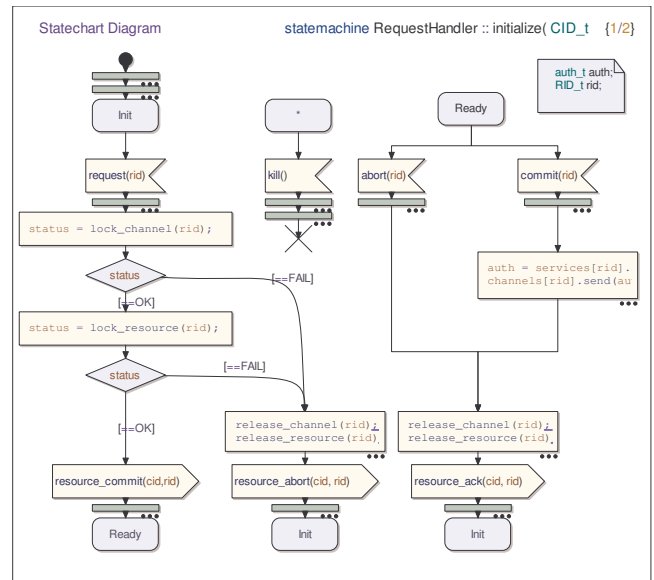 Statechart Diagram
statemachine RequestHandler :: initialize( CID_t {1/2}
auth_t auth;
RID_t rid;
Init
*
Ready
request(rid)
kill()
abort(rid)
commit(rid)
status = lock_channel(rid);
auth = services[rid].
channels[rid].send(au
status
[==FAIL]
[==OK]
status = lock_resource(rid);
status
[==FAIL]
[==OK]
release_channel(rid);
release_resource(rid)
release_channel(rid);
release_resource(rid)
resource_commit(cid,rid)
resource_abort(cid, rid)
resource_ack(cid, rid)
Ready
Init
Init